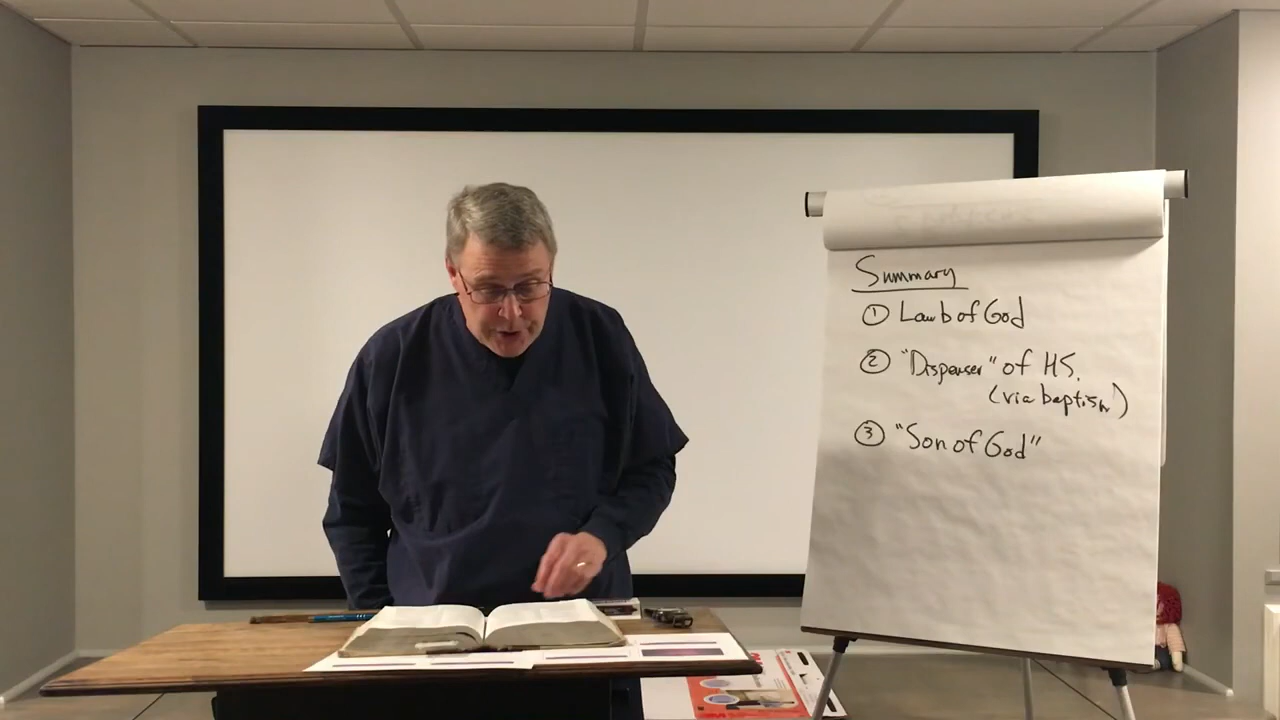 Summary
① Lamb of God
② "Dispenser" of HS.
(via baptism)
③ "Son of God"